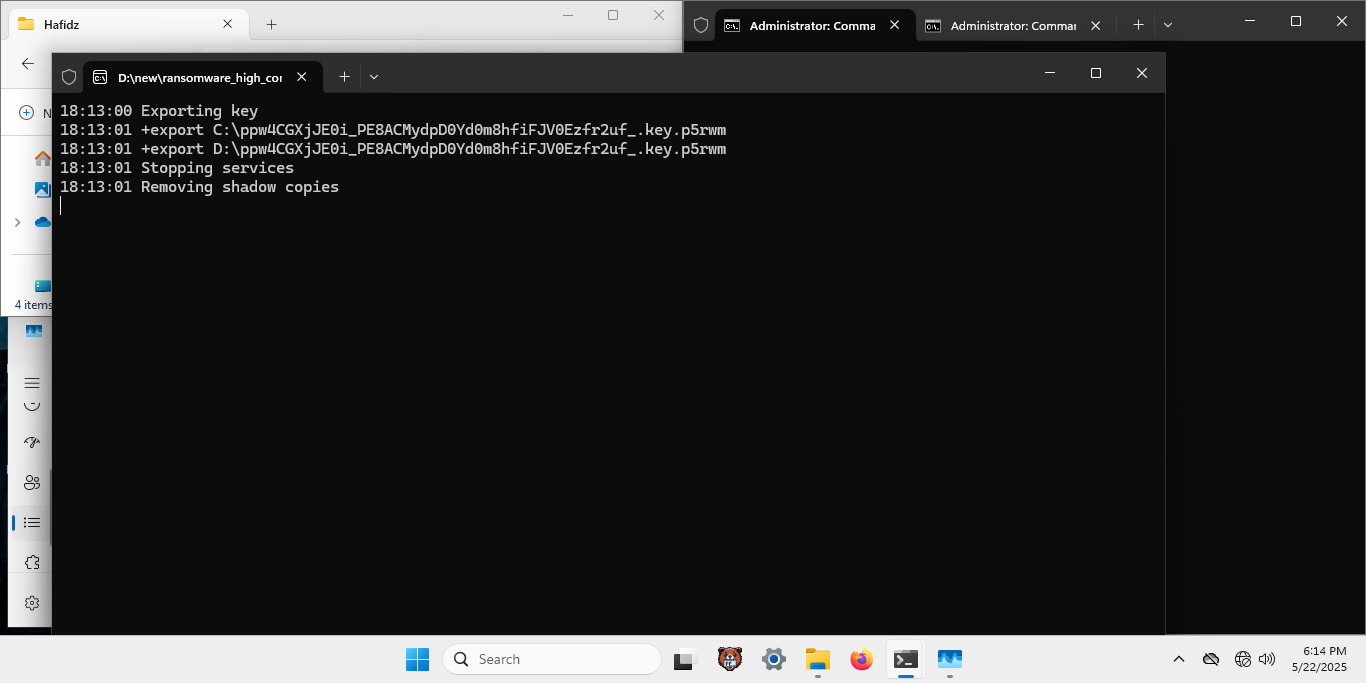 Hafidz
Administrator: Comma
Administrator: Comman
D:\new\ransomware_high_cor
N
4 items
18:13:00 Exporting key
18:13:01 +export C:\ppw4CGXjJE0i_PE8ACMydpD0Yd0m8hfiFJV0Ezfr2uf_.key.p5rwm
18:13:01 +export D:\ppw4CGXjJE0i_PE8ACMydpD0Yd0m8hfiFJV0Ezfr2uf_.key.p5rwm
18:13:01 Stopping services
18:13:01 Removing shadow copies
Search
6:14 PM
5/22/2025